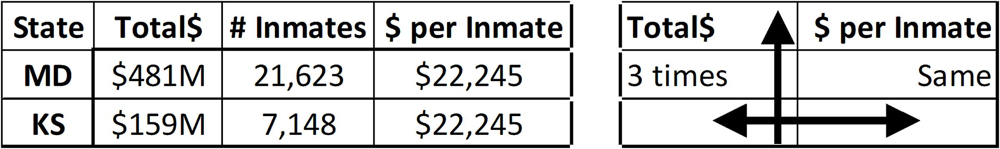 State Total$ # Inmates $ per Inmate Total$ $ per Inmate
MD $481M 21,623 $22,245 3 times Same
KS $159M 7,148 $22,245